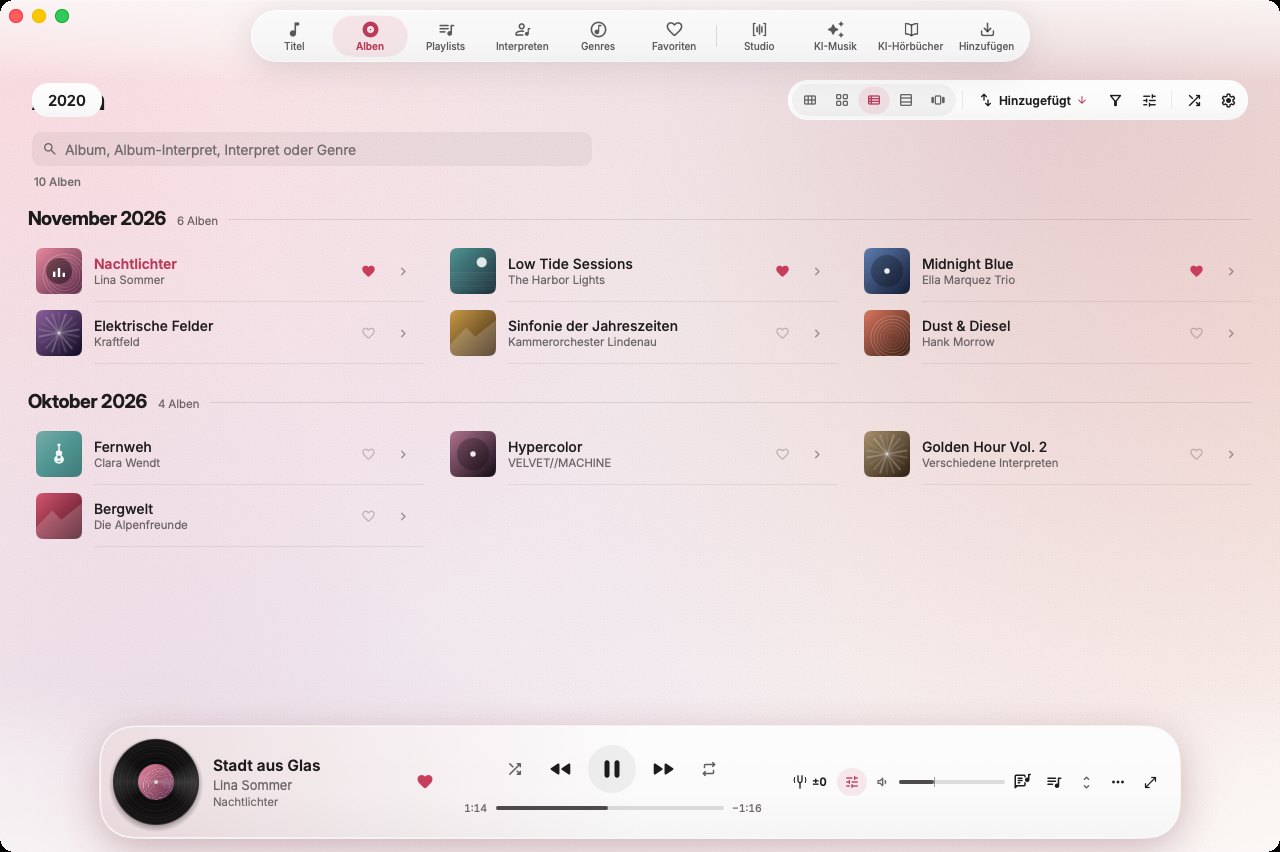 Titel
Alben
Playlists
Interpreten
Genres
Favoriten
Studio
KI-Musik
KI-Hörbücher
Hinzufügen
2020
Hinzugefügt
Album, Album-Interpret, Interpret oder Genre
10 Alben
November 2026 6 Alben
Nachtlichter
Lina Sommer
Low Tide Sessions
The Harbor Lights
Midnight Blue
Ella Marquez Trio
Elektrische Felder
Kraftfeld
Sinfonie der Jahreszeiten
Kammerorchester Lindenau
Dust & Diesel
Hank Morrow
Oktober 2026 4 Alben
Fernweh
Clara Wendt
Hypercolor
VELVET//MACHINE
Golden Hour Vol. 2
Verschiedene Interpreten
Bergwelt
Die Alpenfreunde
Stadt aus Glas
Lina Sommer
Nachtlichter
1:14
−1:16
±0